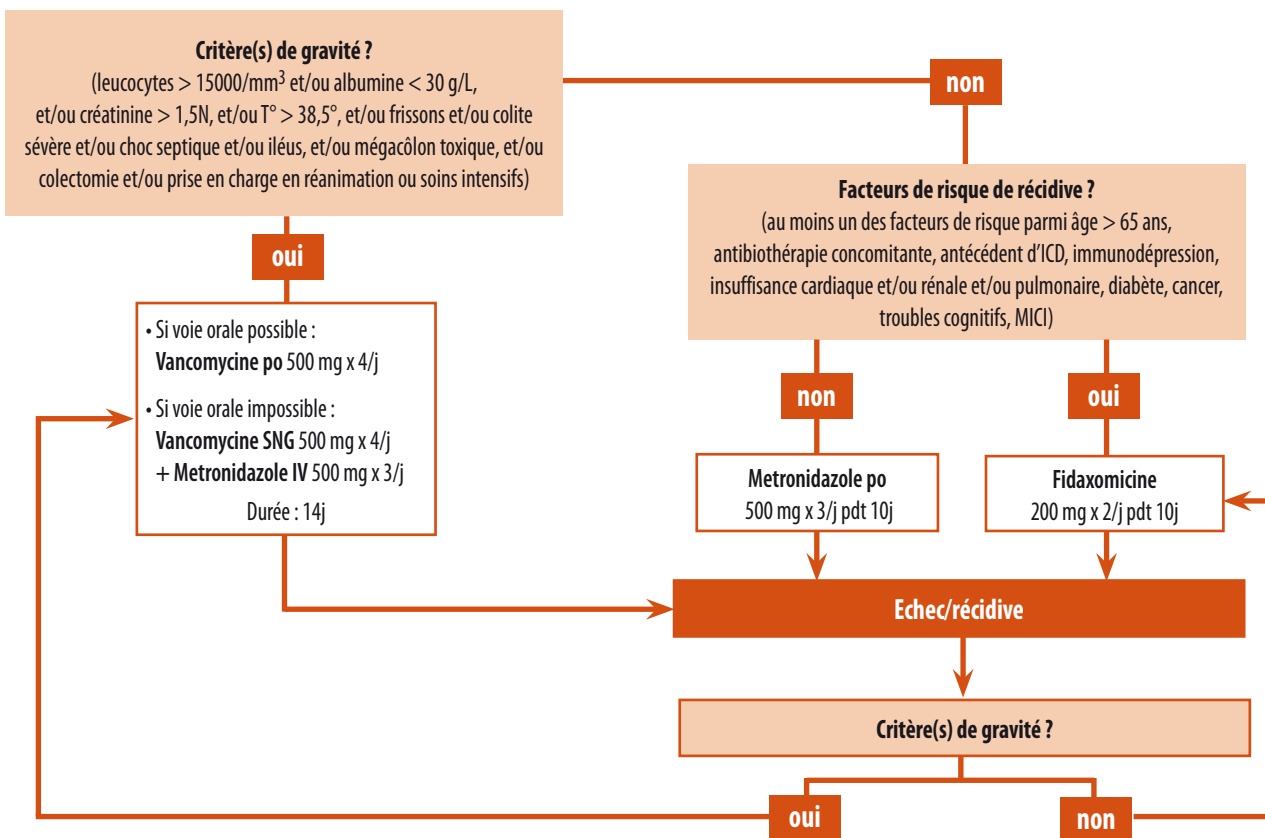 Critère(s) de gravité ?
(leucocytes > 15000/mm³ et/ou albumine < 30 g/L,
et/ou créatinine > 1,5N, et/ou T° > 38,5°, et/ou frissons et/ou colite
sévère et/ou choc septique et/ou iléus, et/ou mégacôlon toxique, et/ou
colectomie et/ou prise en charge en réanimation ou soins intensifs)
non
Facteurs de risque de récidive ?
(au moins un des facteurs de risque parmi âge > 65 ans,
antibiothérapie concomitante, antécédent d’ICD, immunodépression,
insuffisance cardiaque et/ou rénale et/ou pulmonaire, diabète, cancer,
troubles cognitifs, MICI)
oui
• Si voie orale possible :
Vancomycine po 500 mg x 4/j
• Si voie orale impossible :
Vancomycine SNG 500 mg x 4/j
+ Metronidazole IV 500 mg x 3/j
Durée : 14j
non
oui
Metronidazole po
500 mg x 3/j pdt 10j
Fidaxomicine
200 mg x 2/j pdt 10j
Echec/récidive
Critère(s) de gravité ?
oui
non